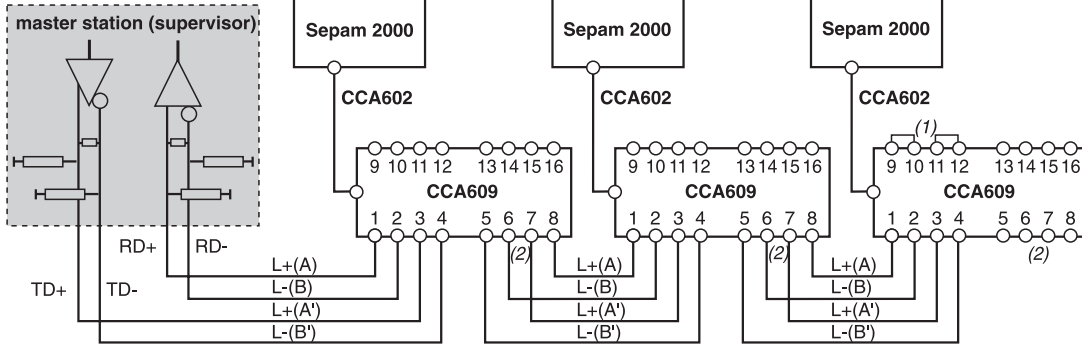 master station (supervisor)
Sepam 2000
Sepam 2000
Sepam 2000
CCA602
CCA602
CCA602
(1)
9 10 11 12 13 14 15 16
9 10 11 12 13 14 15 16
9 10 11 12 13 14 15 16
CCA609
CCA609
CCA609
1 2 3 4 5 6 7 8
1 2 3 4 5 6 7 8
1 2 3 4 5 6 7 8
(2)
(2)
(2)
RD+ RD-
TD+ TD-
L+(A)
L-(B)
L+(A')
L-(B')
L+(A)
L-(B)
L+(A')
L-(B')
L+(A)
L-(B)
L+(A')
L-(B')